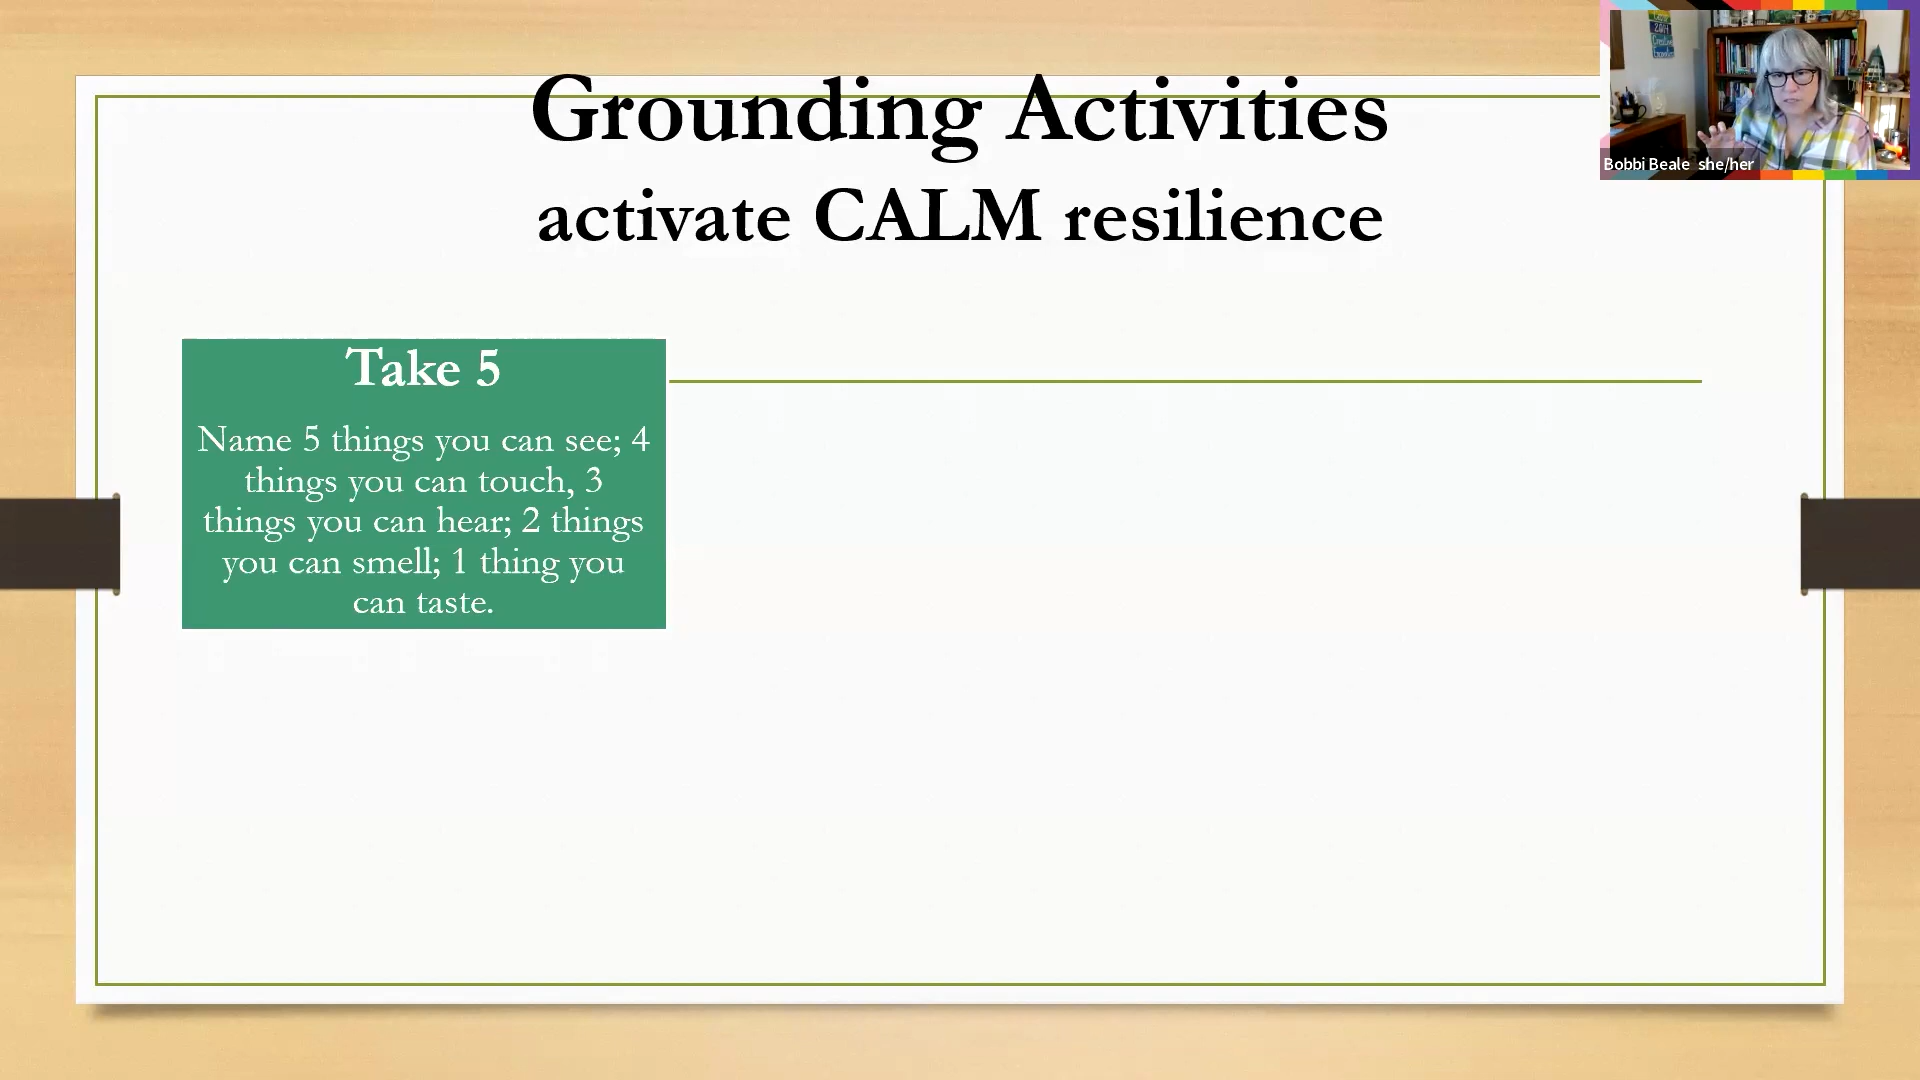 Grounding Activities
activate CALM resilience
Bobbi Beale she/her
Take 5
Name 5 things you can see; 4
things you can touch, 3
things you can hear; 2 things
you can smell; 1 thing you
can taste.